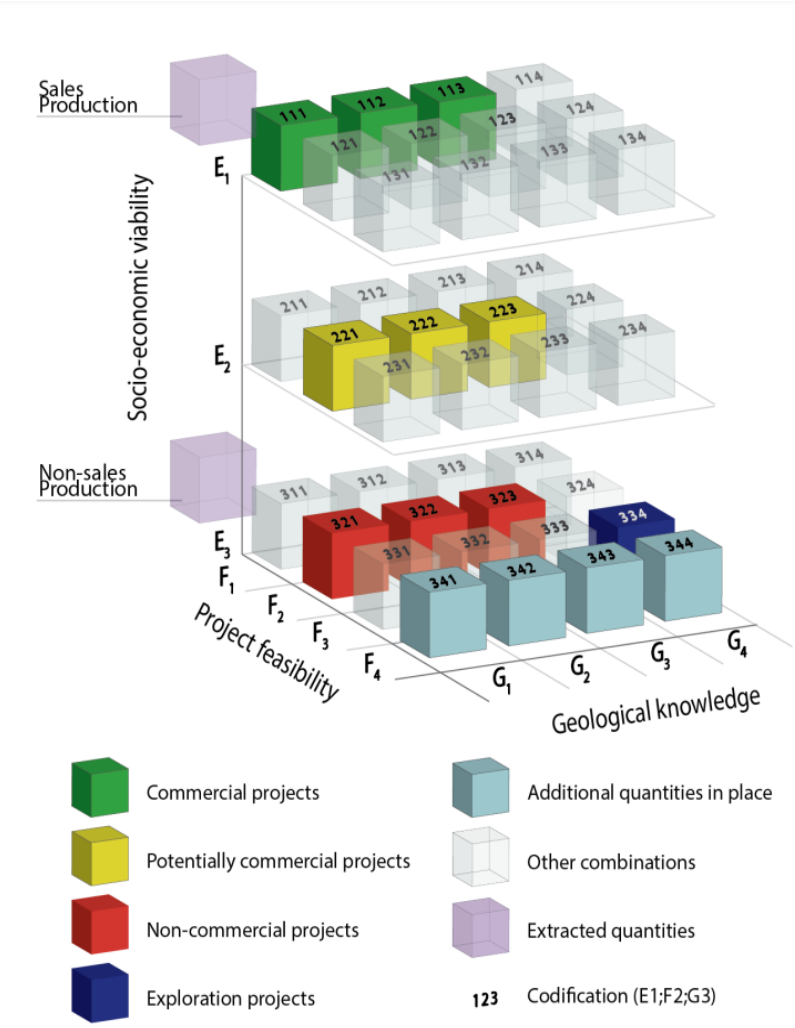 Sales
Production
111
112
113
114
121
122
123
124
131
132
133
134
E1
Socio-economic viability
211
212
213
214
221
222
223
224
231
232
233
234
E2
Non-sales
Production
311
312
313
314
321
322
323
324
331
332
333
334
341
342
343
344
E3
F1
F2
F3
F4
Project feasibility
G1
G2
G3
G4
Geological knowledge
Commercial projects
Additional quantities in place
Potentially commercial projects
Other combinations
Non-commercial projects
Extracted quantities
Exploration projects
123 Codification (E1;F2;G3)